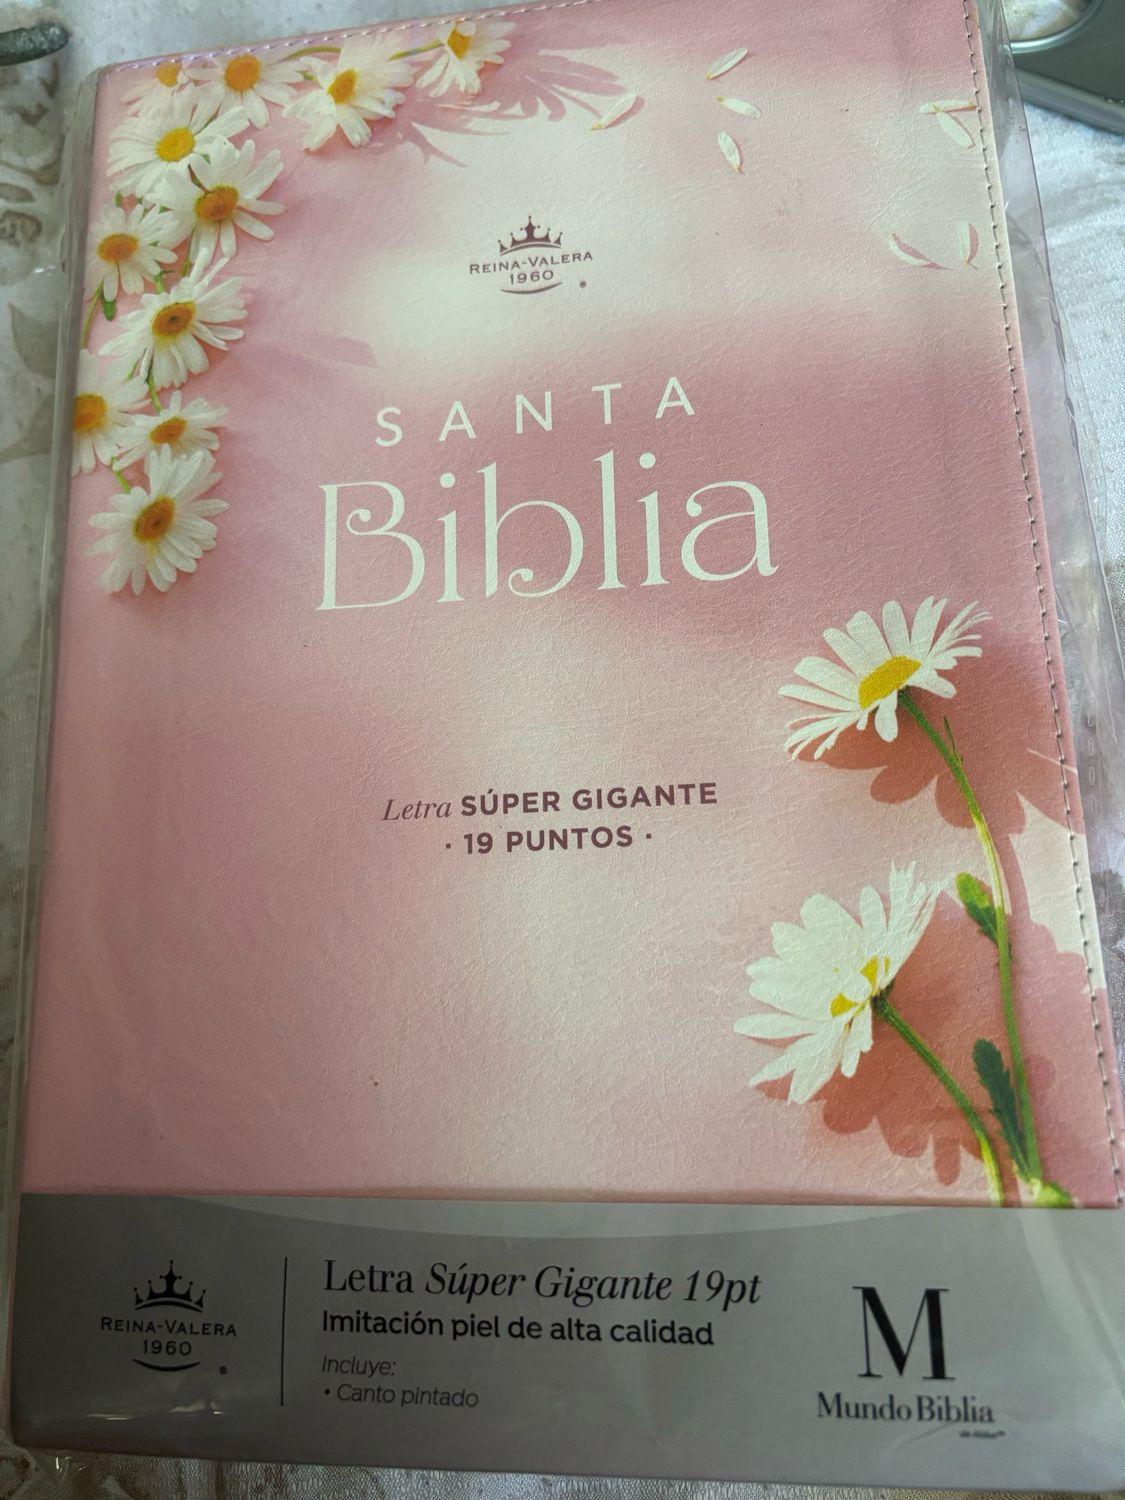 REINA-VALERA
1960
®
SANTA
Biblia
Letra SÚPER GIGANTE
· 19 PUNTOS ·
REINA-VALERA
1960
®
Letra Súper Gigante 19pt
Imitación piel de alta calidad
Incluye:
• Canto pintado
M
Mundo Biblia